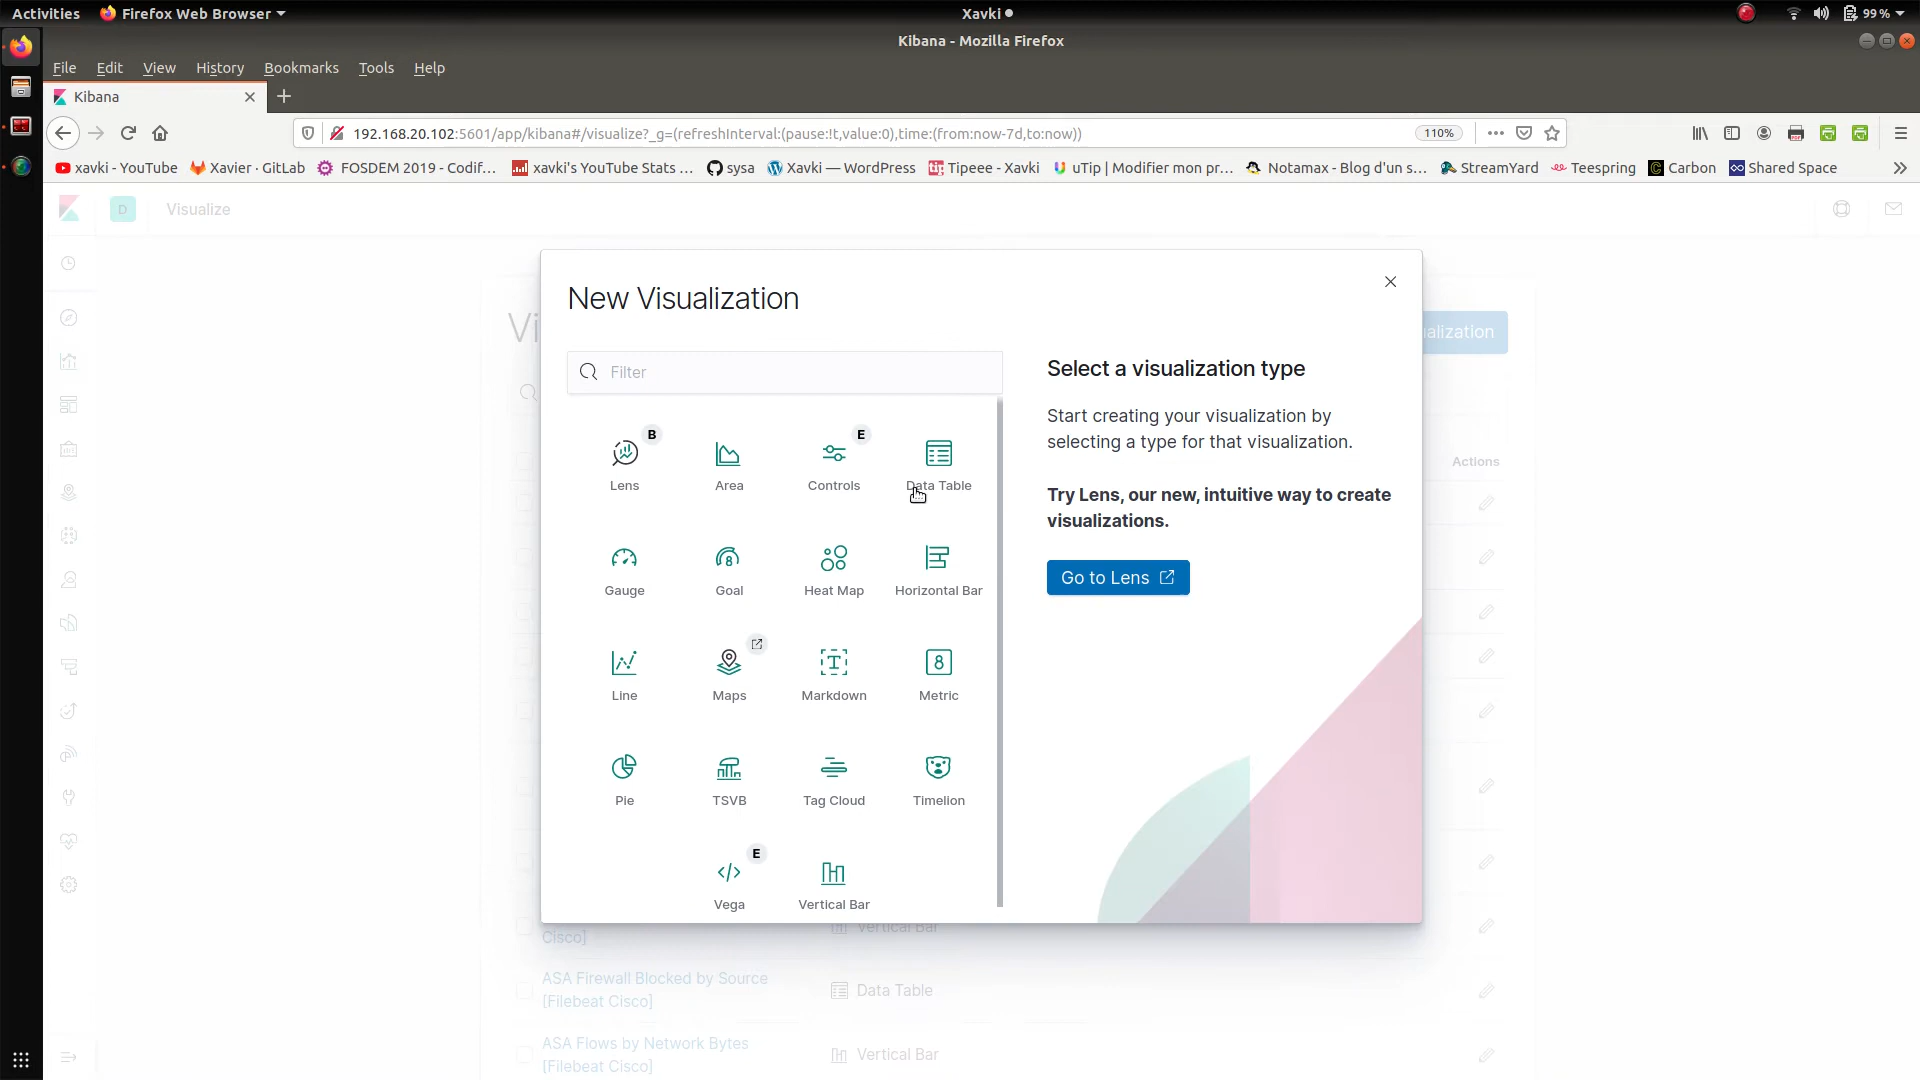 Activities
Firefox Web Browser
Xavki
99 %
Kibana - Mozilla Firefox
File Edit View History Bookmarks Tools Help
Kibana
192.168.20.102:5601/app/kibana#/visualize?_g=(refreshInterval:(pause:!t,value:0),time:(from:now-7d,to:now))
110%
xavki - YouTube
Xavier · GitLab
FOSDEM 2019 - Codif...
xavki's YouTube Stats ...
sysa
Xavki — WordPress
Tipeee - Xavki
uTip | Modifier mon pr...
Notamax - Blog d'un s...
StreamYard
Teespring
Carbon
Shared Space
D
Visualize
New Visualization
Vi
alization
Filter
Select a visualization type
Start creating your visualization by
selecting a type for that visualization.
Try Lens, our new, intuitive way to create
visualizations.
Go to Lens
Actions
B
E
Lens
Area
Controls
Data Table
Gauge
Goal
Heat Map
Horizontal Bar
Line
Maps
Markdown
Metric
Pie
TSVB
Tag Cloud
Timelion
E
Vega
Vertical Bar
Cisco]
Vertical Bar
ASA Firewall Blocked by Source
[Filebeat Cisco]
Data Table
ASA Flows by Network Bytes
[Filebeat Cisco]
Vertical Bar